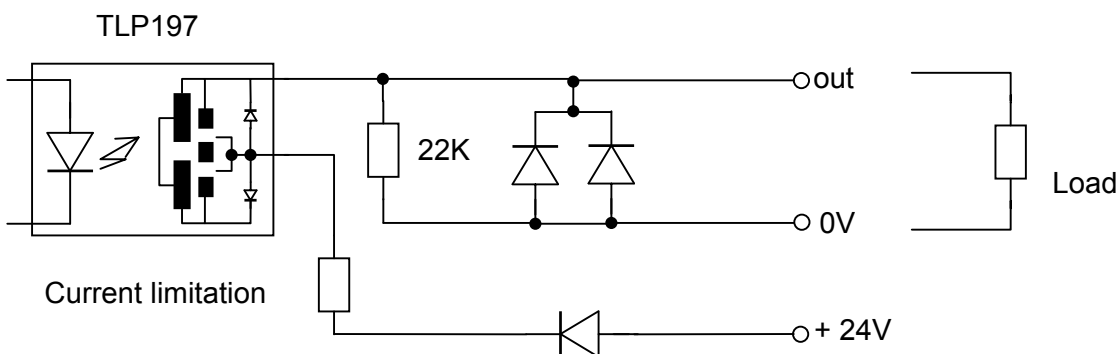 TLP197
out
22K
Load
0V
Current limitation
+ 24V